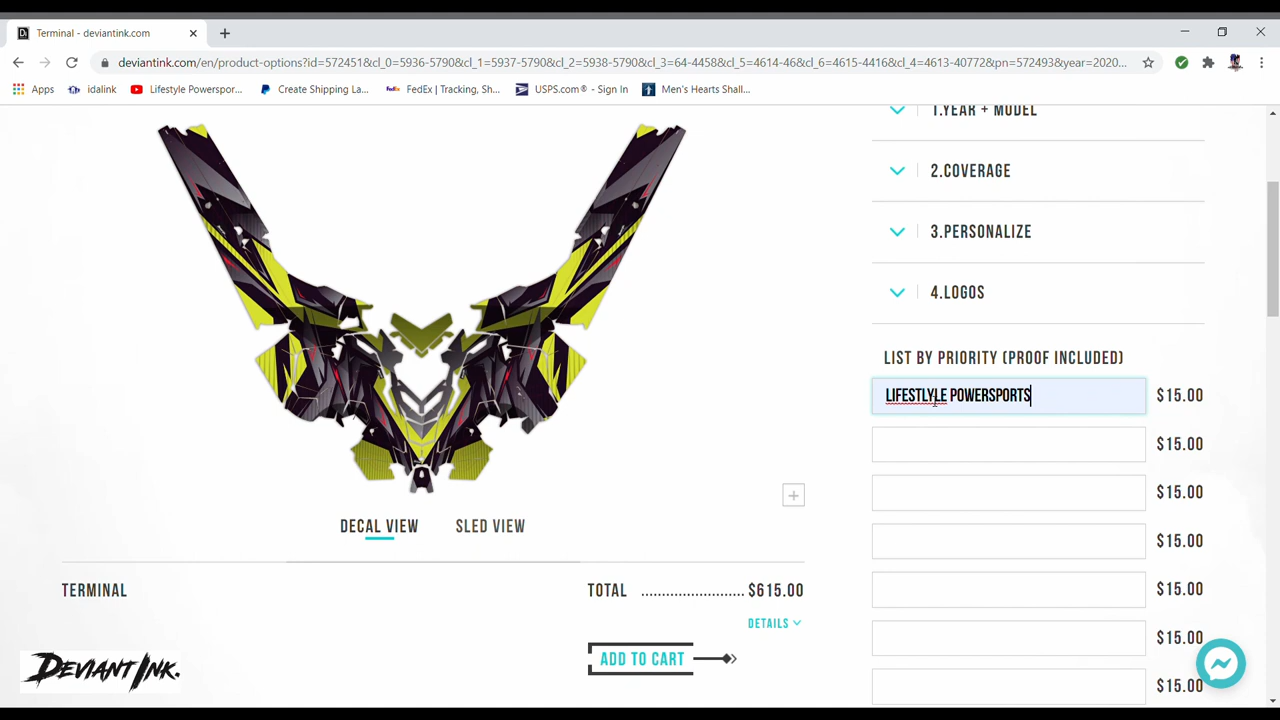 Terminal - deviantink.com
deviantink.com/en/product-options?id=572451&cl_0=5936-57908&cl_1=5937-5786&cl_2=5938-57901&cl_3=64-4458&cl_5=4614-46&cl_6=4615-4416&cl_4=4613-40772&pn=572493&year=2020...
Apps
idalink
Lifestyle Powerspor...
Create Shipping La...
FedEx | Tracking, Sh...
USPS.com® - Sign In
Men's Hearts Shall...
1.YEAR + MODEL
2.COVERAGE
3.PERSONALIZE
4.LOGOS
LIST BY PRIORITY (PROOF INCLUDED)
LIFESTLYLE POWERSPORTS $15.00
$15.00
$15.00
$15.00
$15.00
$15.00
$15.00
DECAL VIEW SLED VIEW
TERMINAL
TOTAL ......................... $615.00
DETAILS
ADD TO CART
DEVIANT INK.